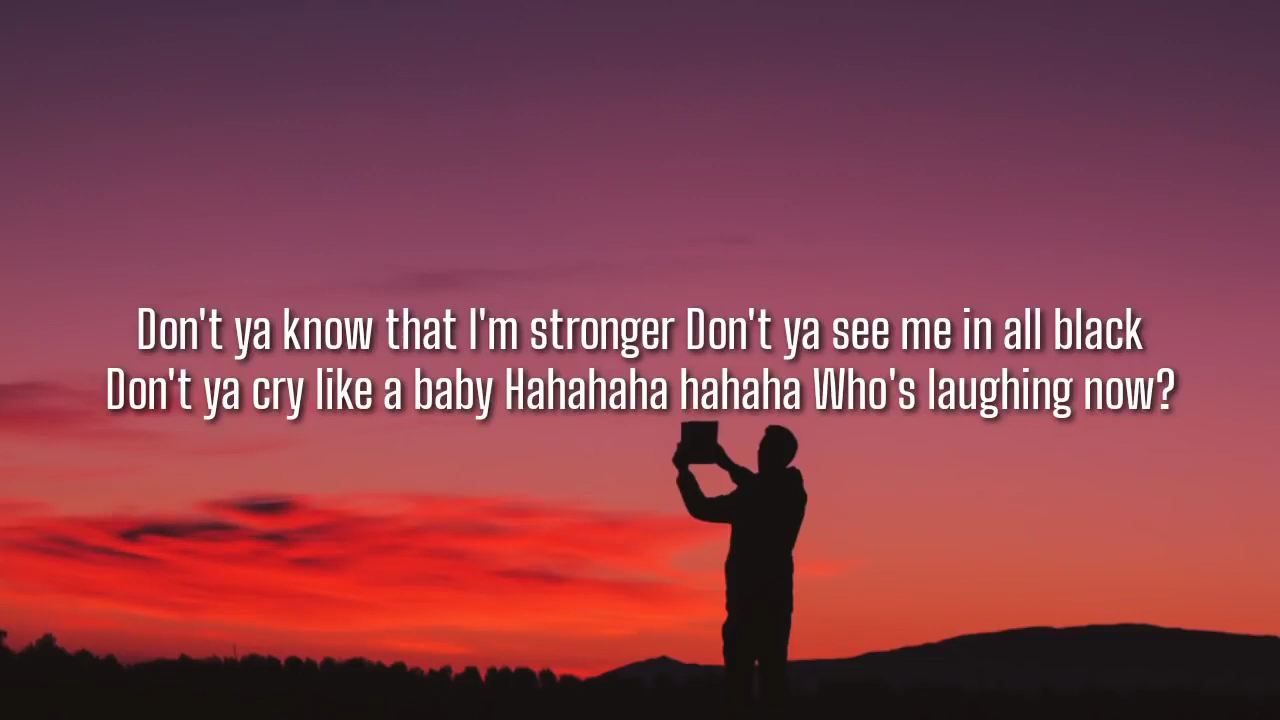 Don't ya know that I'm stronger Don't ya see me in all black
Don't ya cry like a baby Hahahaha hahaha Who's laughing now?